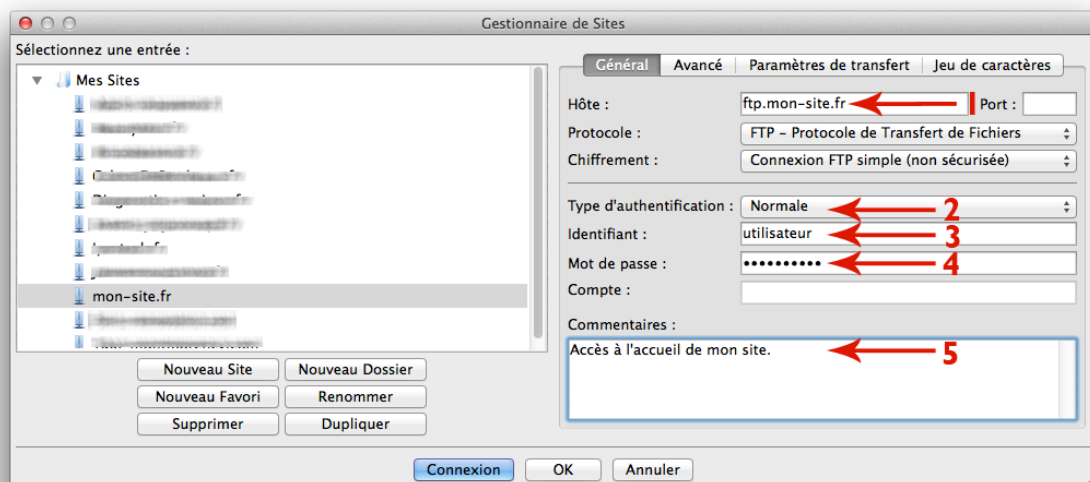 Gestionnaire de Sites
Sélectionnez une entrée :
Mes Sites
mon-site.fr
Nouveau Site
Nouveau Dossier
Nouveau Favori
Renommer
Supprimer
Dupliquer
Général
Avancé
Paramètres de transfert
Jeu de caractères
Hôte :
ftp.mon-site.fr
1
Port :
Protocole :
FTP – Protocole de Transfert de Fichiers
Chiffrement :
Connexion FTP simple (non sécurisée)
Type d'authentification :
Normale
2
Identifiant :
utilisateur
3
Mot de passe :
••••••••••
4
Compte :
Commentaires :
Accès à l'accueil de mon site.
5
Connexion
OK
Annuler